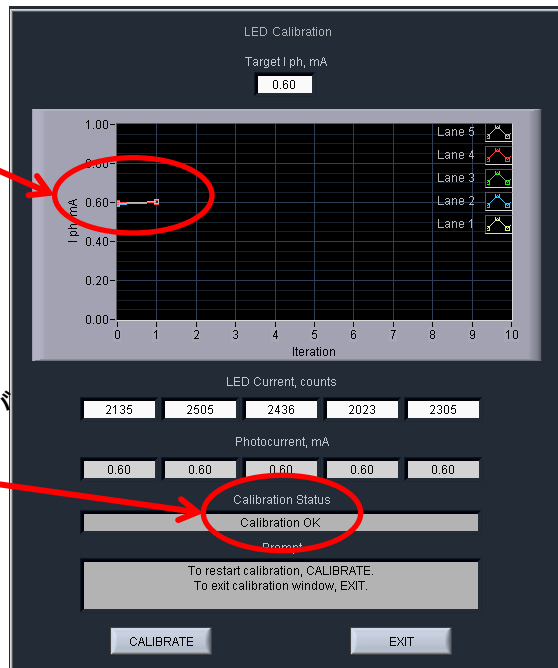 LED Calibration
Target I ph, mA
0.60
1.00
0.80
0.60
0.40
0.20
0.00
I ph, mA
0 1 2 3 4 5 6 7 8 9 10
Iteration
Lane 5
Lane 4
Lane 3
Lane 2
Lane 1
LED Current, counts
2135 2505 2436 2023 2305
Photocurrent, mA
0.60 0.60 0.60 0.60 0.60
Calibration Status
Calibration OK
Prompt
To restart calibration, CALIBRATE.
To exit calibration window, EXIT.
CALIBRATE EXIT